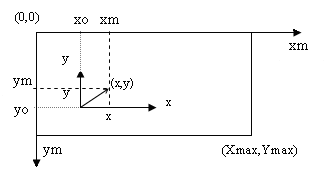 (0,0) xo xm
xm
y
ym (x,y)
y
yo x x
ym (Xmax,Ymax)